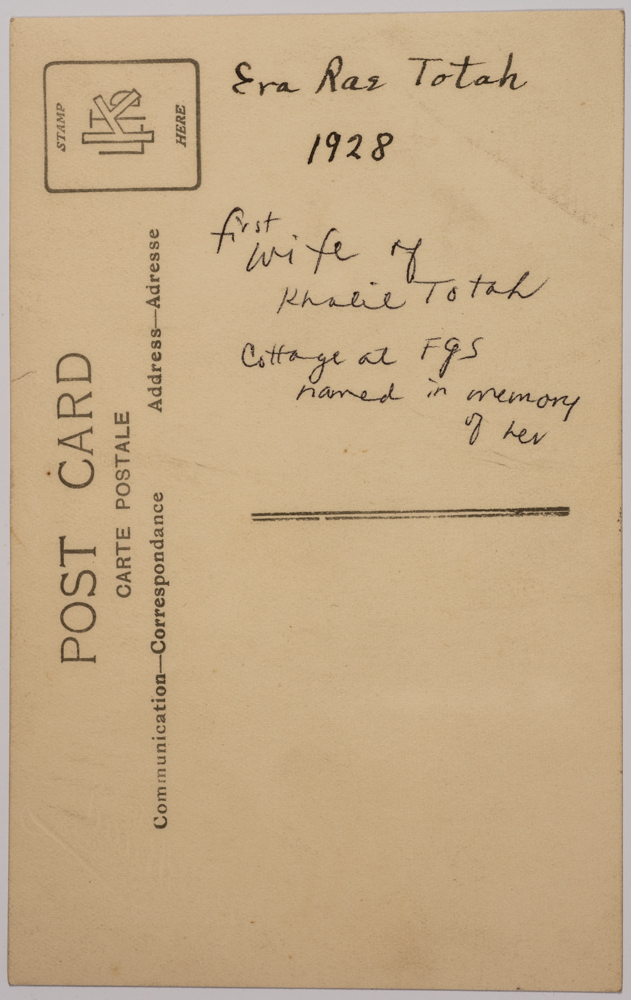 Eva Rae Totah
1928
first
wife of
Khalil Totah
Cottage at FGS
named in memory
of her
STAMP
HERE
POST CARD
CARTE POSTALE
Communication—Correspondance Address—Adresse